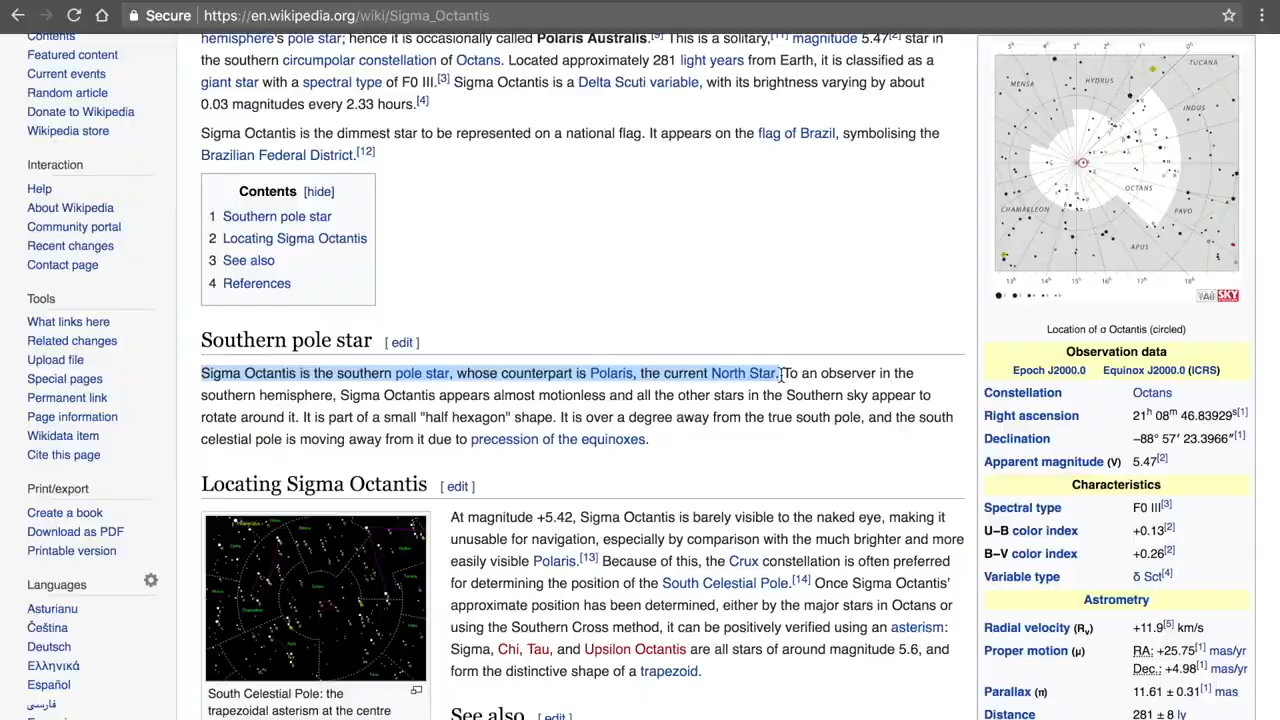 Secure https://en.wikipedia.org/wiki/Sigma_Octantis
Contents
Featured content
Current events
Random article
Donate to Wikipedia
Wikipedia store
Interaction
Help
About Wikipedia
Community portal
Recent changes
Contact page
Tools
What links here
Related changes
Upload file
Special pages
Permanent link
Page information
Wikidata item
Cite this page
Print/export
Create a book
Download as PDF
Printable version
Languages
Asturianu
Čeština
Deutsch
Ελληνικά
Español
فارسی
hemisphere's pole star; hence it is occasionally called Polaris Australis.[9] This is a solitary,[11] magnitude 5.47[2] star in
the southern circumpolar constellation of Octans. Located approximately 281 light years from Earth, it is classified as a
giant star with a spectral type of F0 III.[3] Sigma Octantis is a Delta Scuti variable, with its brightness varying by about
0.03 magnitudes every 2.33 hours.[4]
Sigma Octantis is the dimmest star to be represented on a national flag. It appears on the flag of Brazil, symbolising the
Brazilian Federal District.[12]
Contents [hide]
1 Southern pole star
2 Locating Sigma Octantis
3 See also
4 References
Southern pole star [ edit ]
Sigma Octantis is the southern pole star, whose counterpart is Polaris, the current North Star. To an observer in the
southern hemisphere, Sigma Octantis appears almost motionless and all the other stars in the Southern sky appear to
rotate around it. It is part of a small "half hexagon" shape. It is over a degree away from the true south pole, and the south
celestial pole is moving away from it due to precession of the equinoxes.
Locating Sigma Octantis [ edit ]
South Celestial Pole: the
trapezoidal asterism at the centre
At magnitude +5.42, Sigma Octantis is barely visible to the naked eye, making it
unusable for navigation, especially by comparison with the much brighter and more
easily visible Polaris.[13] Because of this, the Crux constellation is often preferred
for determining the position of the South Celestial Pole.[14] Once Sigma Octantis'
approximate position has been determined, either by the major stars in Octans or
using the Southern Cross method, it can be positively verified using an asterism:
Sigma, Chi, Tau, and Upsilon Octantis are all stars of around magnitude 5.6, and
form the distinctive shape of a trapezoid.
See also [ edit ]
TUCANA
MENSA
HYDRUS
INDUS
OCTANS
CHAMAELEON
PAVO
APUS
13h 14h 15h 16h 17h 18h
IAU SKY
Location of σ Octantis (circled)
Observation data
Epoch J2000.0 Equinox J2000.0 (ICRS)
Constellation Octans
Right ascension 21h 08m 46.83929s[1]
Declination −88° 57′ 23.3966″[1]
Apparent magnitude (V) 5.47[2]
Characteristics
Spectral type F0 III[3]
U−B color index +0.13[2]
B−V color index +0.26[2]
Variable type δ Sct[4]
Astrometry
Radial velocity (Rv) +11.9[5] km/s
Proper motion (μ) RA: +25.75[1] mas/yr
Dec.: +4.98[1] mas/yr
Parallax (π) 11.61 ± 0.31[1] mas
Distance 281 ± 8 ly